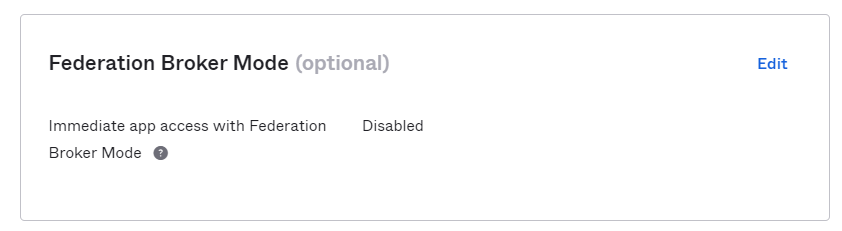 Federation Broker Mode (optional) Edit
Immediate app access with Federation Disabled
Broker Mode ?